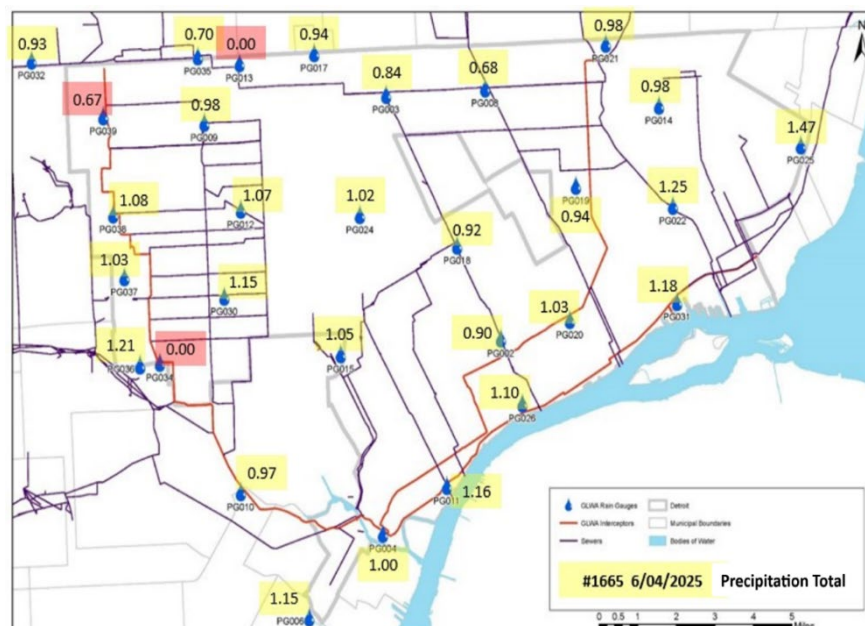 N
0.98
0.93
0.70
0.00
0.94
PG021
PG032
PG035
PG013
PG017
0.84
0.68
0.98
PG003
PG008
PG014
0.67
0.98
PG039
PG009
1.47
PG025
1.08
1.07
1.02
PG019
1.25
PG038
PG012
PG024
0.94
PG022
0.92
PG018
1.03
PG037
1.15
PG030
1.18
PG031
1.03
PG020
0.90
PG002
1.21
PG036
0.00
PG034
1.05
PG015
1.10
PG026
0.97
PG010
PG011
1.16
PG004
1.00
1.15
PG006
GLWA Rain Gauges
GLWA Interceptors
Sewers
Detroit
Municipal Boundaries
Bodies of Water
#1665 6/04/2025 Precipitation Total
0 0.5 1 2 3 4 5
Miles